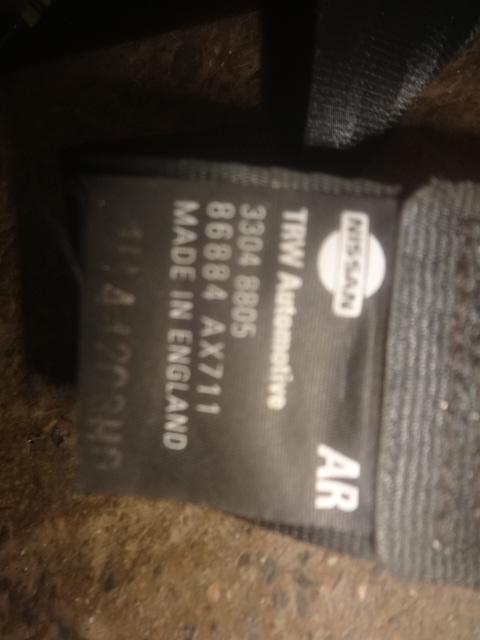 NISSAN AR
TRW Automotive
3304 8805
86884 AX711
MADE IN ENGLAND